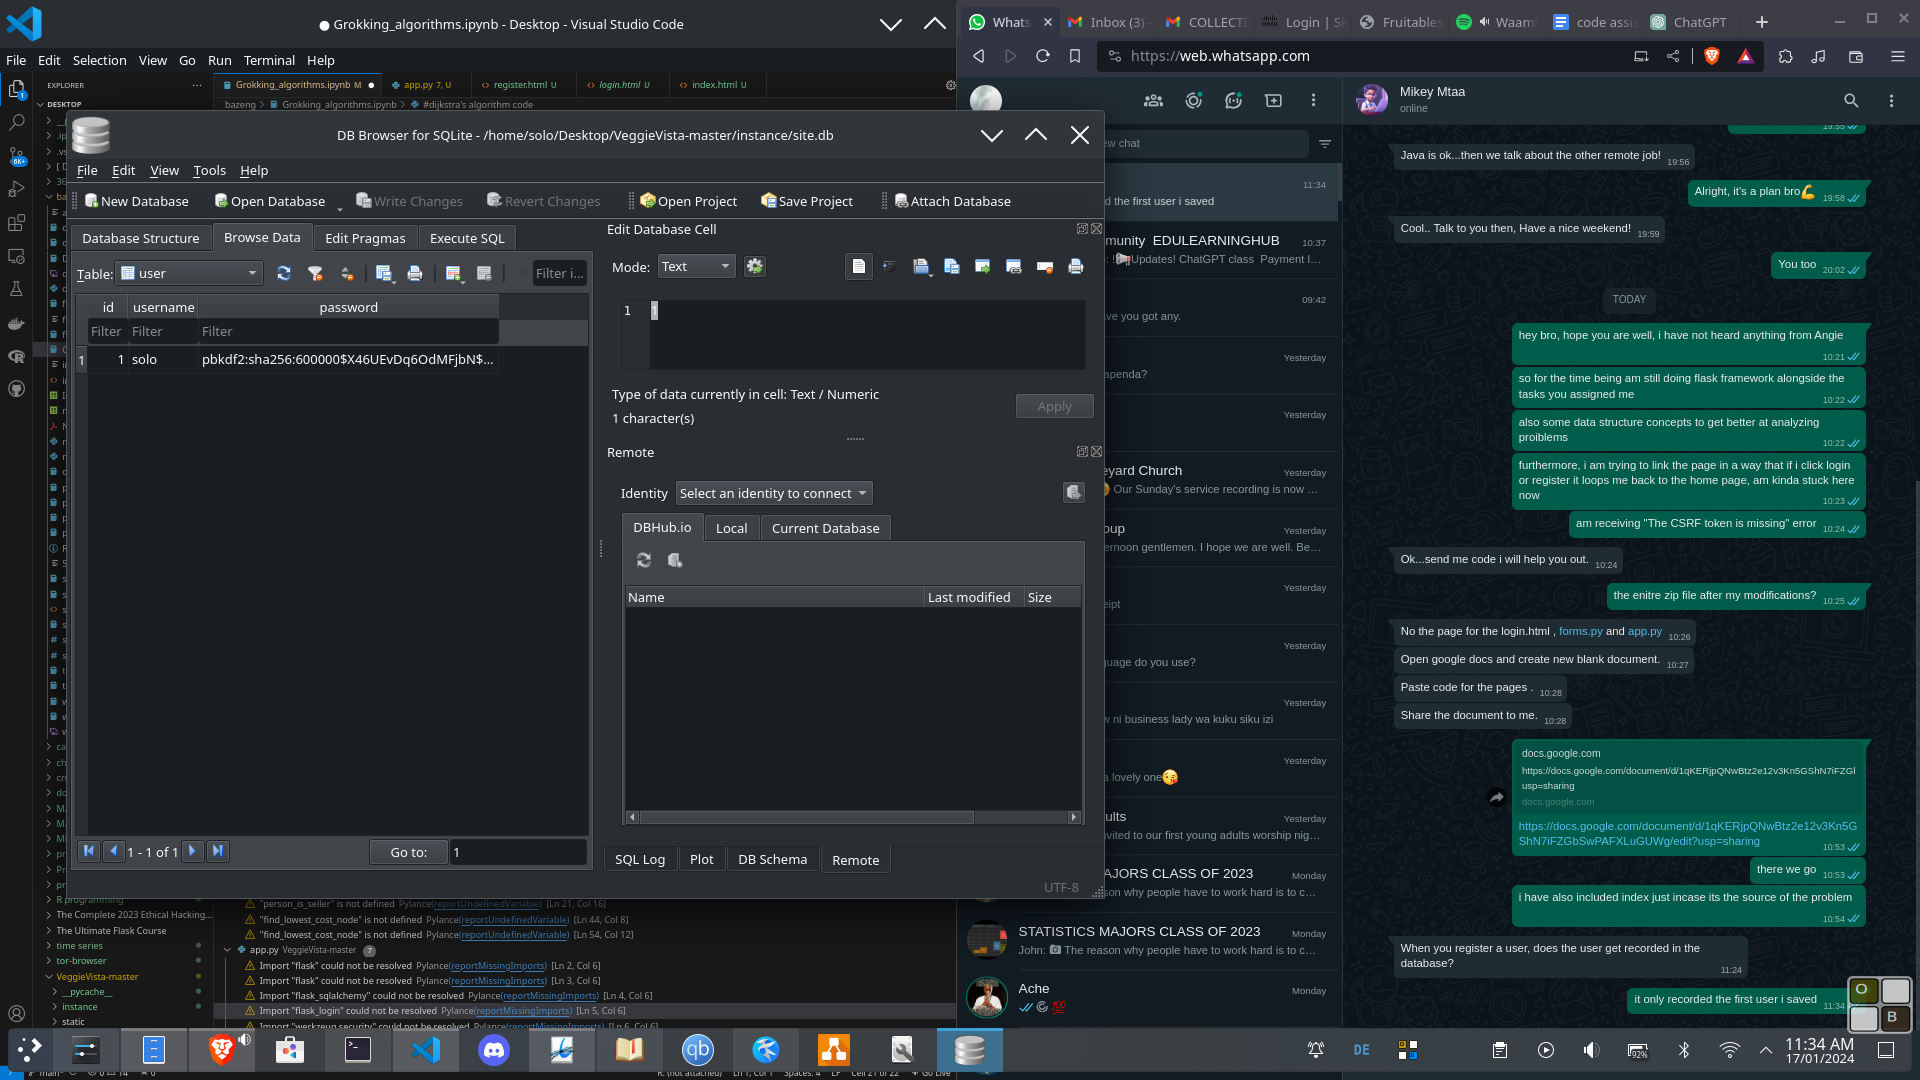 Grokking_algorithms.ipynb - Desktop - Visual Studio Code
File Edit Selection View Go Run Terminal Help
EXPLORER
DESKTOP
Grokking_algorithms.ipynb M
app.py 7, U
register.html U
login.html U
index.html U
bazeng > Grokking_algorithms.ipynb > #dijkstra's algorithm code
DB Browser for SQLite - /home/solo/Desktop/VeggieVista-master/instance/site.db
File Edit View Tools Help
New Database Open Database Write Changes Revert Changes Open Project Save Project Attach Database
Database Structure Browse Data Edit Pragmas Execute SQL
Table: user Filter i...
id username password
Filter Filter Filter
1 1 solo pbkdf2:sha256:600000$X46UEvDq6OdMFjbN$...
1 - 1 of 1 Go to: 1
Edit Database Cell
Mode: Text
1 1
Type of data currently in cell: Text / Numeric
1 character(s)
Apply
Remote
Identity Select an identity to connect
DBHub.io Local Current Database
Name Last modified Size
SQL Log Plot DB Schema Remote
UTF-8
R programming
The Complete 2023 Ethical Hacking...
The Ultimate Flask Course
time series
tor-browser
VeggieVista-master
__pycache__
instance
static
"person_is_seller" is not defined Pylance(reportUndefinedVariable) [Ln 21, Col 16]
"find_lowest_cost_node" is not defined Pylance(reportUndefinedVariable) [Ln 44, Col 8]
"find_lowest_cost_node" is not defined Pylance(reportUndefinedVariable) [Ln 54, Col 12]
app.py VeggieVista-master 7
Import "flask" could not be resolved Pylance(reportMissingImports) [Ln 2, Col 6]
Import "flask" could not be resolved Pylance(reportMissingImports) [Ln 3, Col 6]
Import "flask_sqlalchemy" could not be resolved Pylance(reportMissingImports) [Ln 4, Col 6]
Import "flask_login" could not be resolved Pylance(reportMissingImports) [Ln 5, Col 6]
Import "werkzeug.security" could not be resolved Pylance(reportMissingImports) [Ln 6, Col 6]
Whats Inbox (3) - COLLECTI Login | Sk Fruitables Waam code assis ChatGPT
https://web.whatsapp.com
ew chat
11:34
d the first user i saved
munity EDULEARNINGHUB 10:37
Updates! ChatGPT class Payment I...
09:42
ve you got any.
Yesterday
apenda?
Yesterday
eyard Church Yesterday
Our Sunday's service recording is now ...
oup Yesterday
ernoon gentlemen. I hope we are well. Be...
Yesterday
eipt
Yesterday
guage do you use?
Yesterday
w ni business lady wa kuku siku izi
Yesterday
a lovely one😘
ults Yesterday
nvited to our first young adults worship nig...
AJORS CLASS OF 2023 Monday
son why people have to work hard is to c...
STATISTICS MAJORS CLASS OF 2023 Monday
John: The reason why people have to work hard is to c...
Ache Monday
💯
Mikey Mtaa
online
19:55
Java is ok...then we talk about the other remote job! 19:56
Alright, it's a plan bro💪 19:58
Cool.. Talk to you then, Have a nice weekend! 19:59
You too 20:02
TODAY
hey bro, hope you are well, i have not heard anything from Angie
10:21
so for the time being am still doing flask framework alongside the
tasks you assigned me 10:22
also some data structure concepts to get better at analyzing
proiblems 10:22
furthermore, i am trying to link the page in a way that if i click login
or register it loops me back to the home page, am kinda stuck here
now 10:23
am receiving "The CSRF token is missing" error 10:24
Ok...send me code i will help you out. 10:24
the enitre zip file after my modifications? 10:25
No the page for the login.html , forms.py and app.py 10:26
Open google docs and create new blank document. 10:27
Paste code for the pages . 10:28
Share the document to me. 10:28
docs.google.com
https://docs.google.com/document/d/1qKERjpQNwBtz2e12v3Kn5GShN7iFZGl
usp=sharing
docs.google.com
https://docs.google.com/document/d/1qKERjpQNwBtz2e12v3Kn5G
ShN7iFZGbSwPAFXLuGUWg/edit?usp=sharing 10:53
there we go 10:53
i have also included index just incase its the source of the problem
10:54
When you register a user, does the user get recorded in the
database? 11:24
it only recorded the first user i saved 11:34
O
B
DE
92%
11:34 AM
17/01/2024